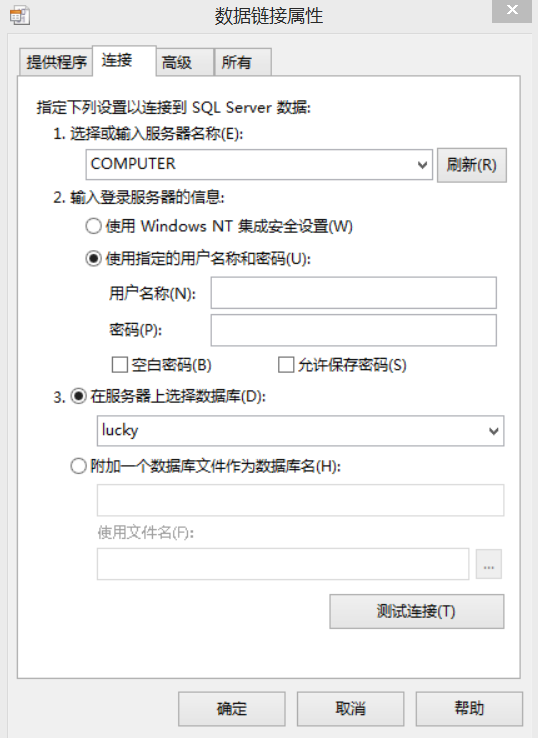 数据链接属性
提供程序 连接 高级 所有
指定下列设置以连接到 SQL Server 数据:
1. 选择或输入服务器名称(E):
COMPUTER 刷新(R)
2. 输入登录服务器的信息:
使用 Windows NT 集成安全设置(W)
使用指定的用户名称和密码(U):
用户名称(N):
密码(P):
空白密码(B) 允许保存密码(S)
3. 在服务器上选择数据库(D):
lucky
附加一个数据库文件作为数据库名(H):
使用文件名(F):
...
测试连接(T)
确定 取消 帮助